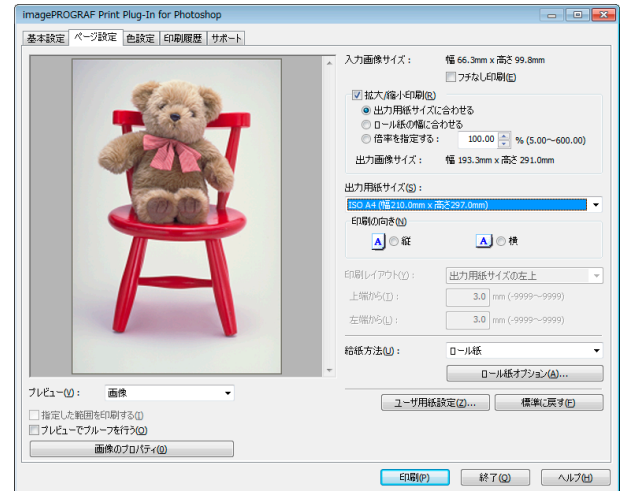 imagePROGRAF Print Plug-In for Photoshop
基本設定 ページ設定 色設定 印刷履歴 サポート
入力画像サイズ： 幅 66.3mm x 高さ 99.8mm
フチなし印刷(E)
拡大/縮小印刷(R)
出力用紙サイズに合わせる
ロール紙の幅に合わせる
倍率を指定する： 100.00 % (5.00～600.00)
出力画像サイズ： 幅 193.3mm x 高さ 291.0mm
出力用紙サイズ(S)：
ISO A4 (幅210.0mm x 高さ297.0mm)
印刷の向き(N)
A 縦 A 横
印刷レイアウト(Y)： 出力用紙サイズの左上
上端から(T)： 3.0 mm (-9999～9999)
左端から(L)： 3.0 mm (-9999～9999)
給紙方法(U)： ロール紙
ロール紙オプション(A)...
プレビュー(V)： 画像
ユーザ用紙設定(Z)... 標準に戻す(F)
指定した範囲を印刷する(I)
プレビューでプルーフを行う(O)
画像のプロパティ(0)
印刷(P) 終了(Q) ヘルプ(H)